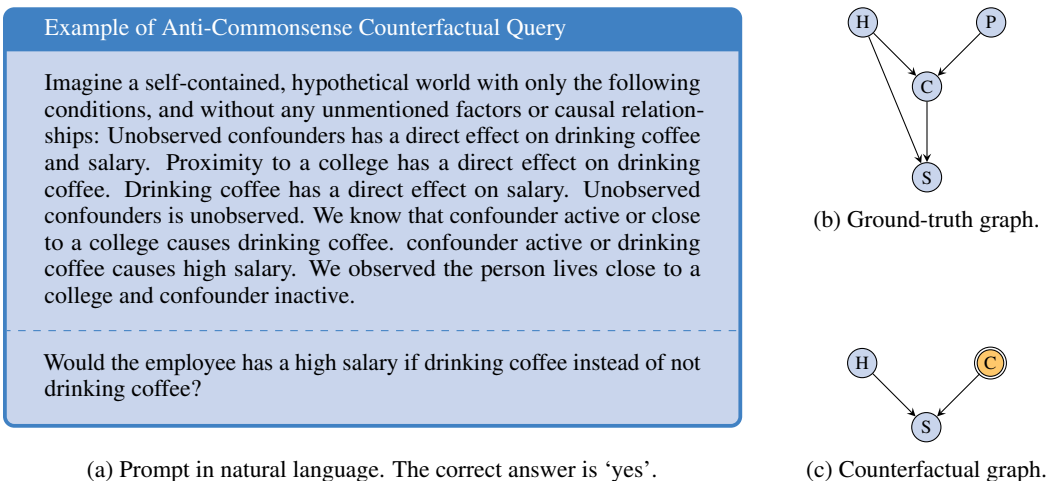 Example of Anti-Commonsense Counterfactual Query
Imagine a self-contained, hypothetical world with only the following
conditions, and without any unmentioned factors or causal relation-
ships: Unobserved confounders has a direct effect on drinking coffee
and salary. Proximity to a college has a direct effect on drinking
coffee. Drinking coffee has a direct effect on salary. Unobserved
confounders is unobserved. We know that confounder active or close
to a college causes drinking coffee. confounder active or drinking
coffee causes high salary. We observed the person lives close to a
college and confounder inactive.
Would the employee has a high salary if drinking coffee instead of not
drinking coffee?
(a) Prompt in natural language. The correct answer is ‘yes’.
H
P
C
S
(b) Ground-truth graph.
H
C
S
(c) Counterfactual graph.